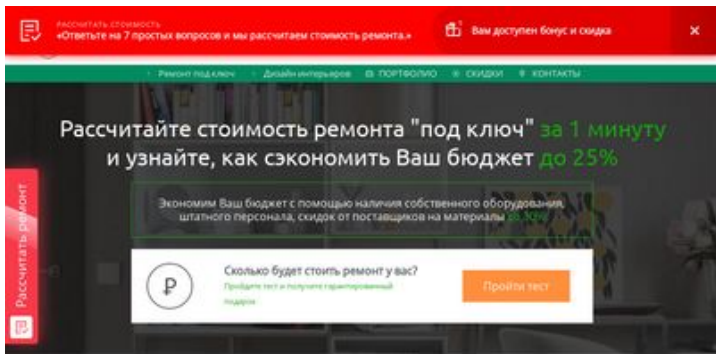 РАССЧИТАТЬ СТОИМОСТЬ
«Ответьте на 7 простых вопросов и мы рассчитаем стоимость ремонта.»
Вам доступен бонус и скидка
×
Ремонт под ключ Дизайн интерьеров ПОРТФОЛИО СКИДКИ КОНТАКТЫ
Рассчитайте стоимость ремонта "под ключ" за 1 минуту
и узнайте, как сэкономить Ваш бюджет до 25%
Экономим Ваш бюджет с помощью наличия собственного оборудования,
штатного персонала, скидок от поставщиков на материалы
Рассчитать ремонт
₽
Сколько будет стоить ремонт у вас?
Пройдите тест и получите гарантированный
подарок
Пройти тест